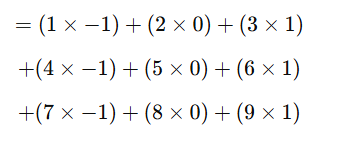 = (1 × −1) + (2 × 0) + (3 × 1)
+(4 × −1) + (5 × 0) + (6 × 1)
+(7 × −1) + (8 × 0) + (9 × 1)